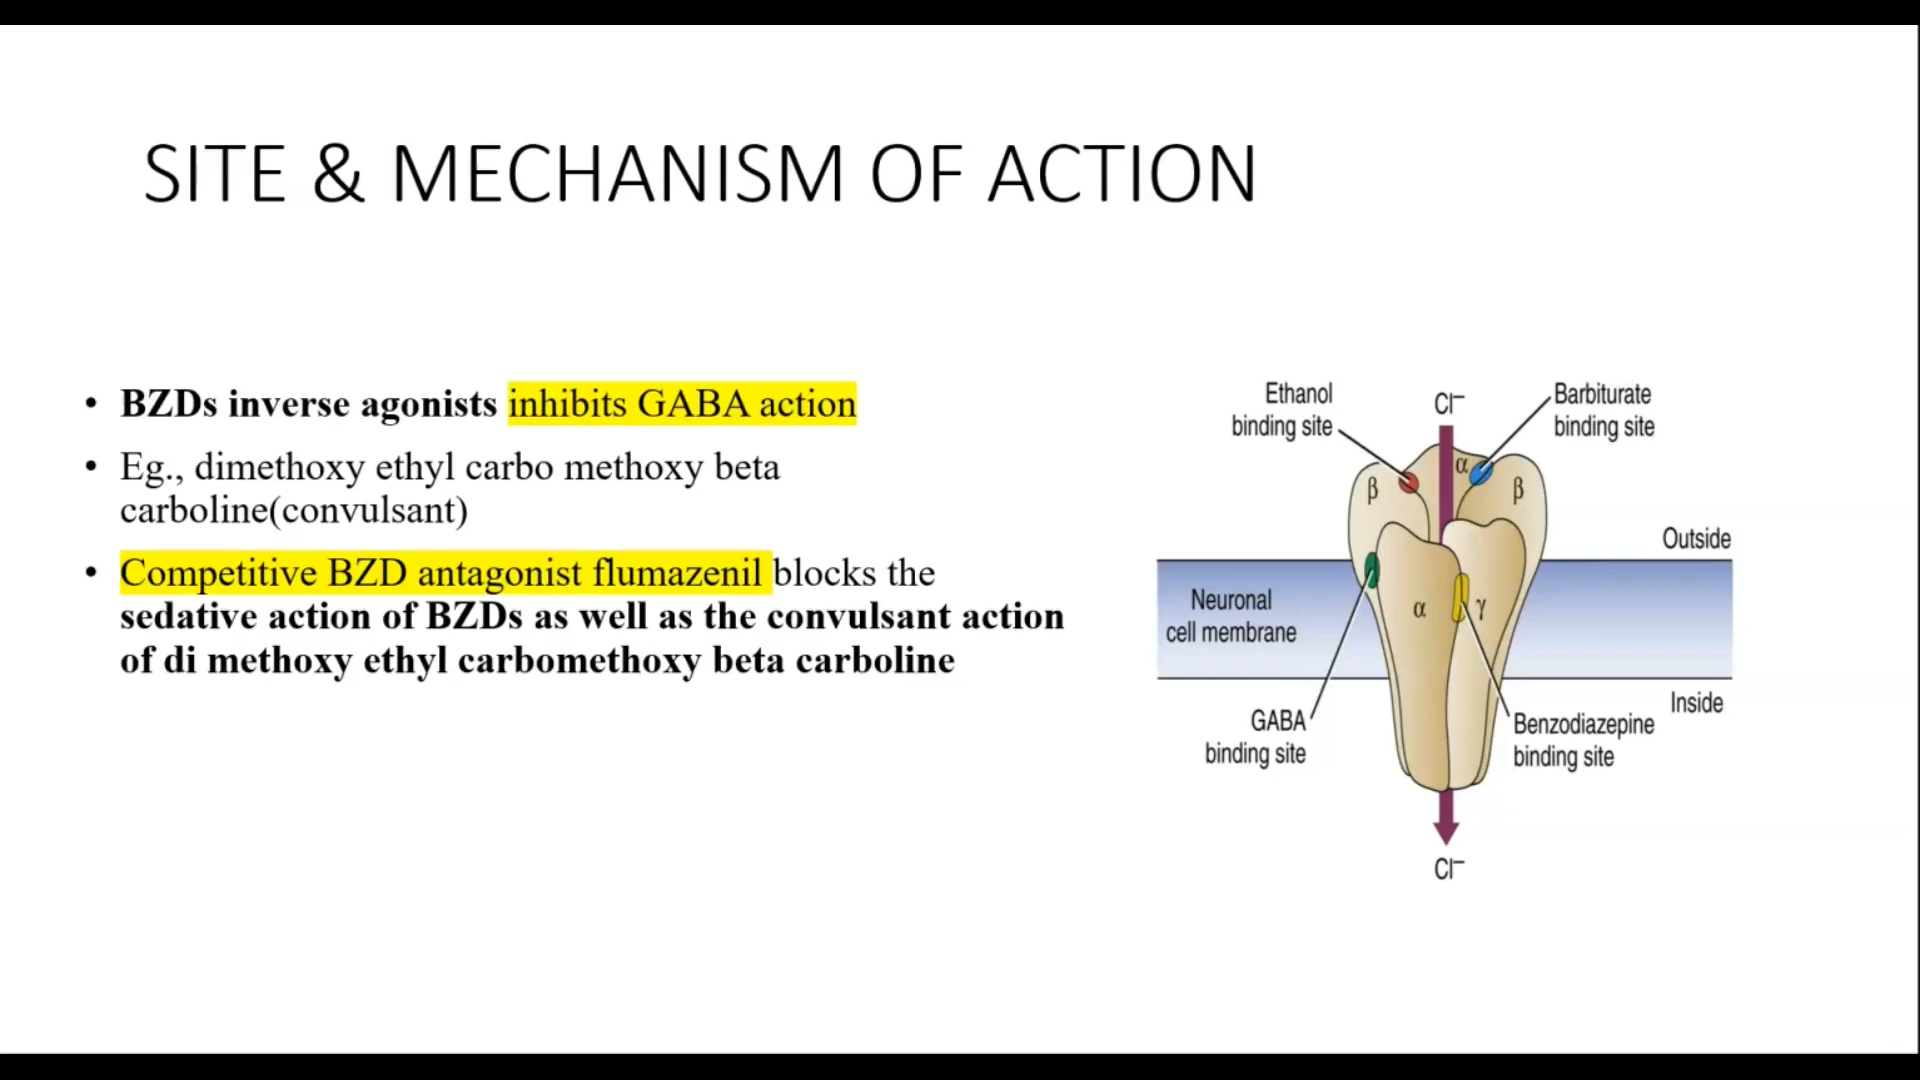 SITE & MECHANISM OF ACTION
• BZDs inverse agonists inhibits GABA action
• Eg., dimethoxy ethyl carbo methoxy beta
carboline(convulsant)
• Competitive BZD antagonist flumazenil blocks the
sedative action of BZDs as well as the convulsant action
of di methoxy ethyl carbomethoxy beta carboline
Ethanol
binding site
Cl⁻
Barbiturate
binding site
α
β
β
Outside
Neuronal
cell membrane
α
γ
Inside
GABA
binding site
Benzodiazepine
binding site
Cl⁻